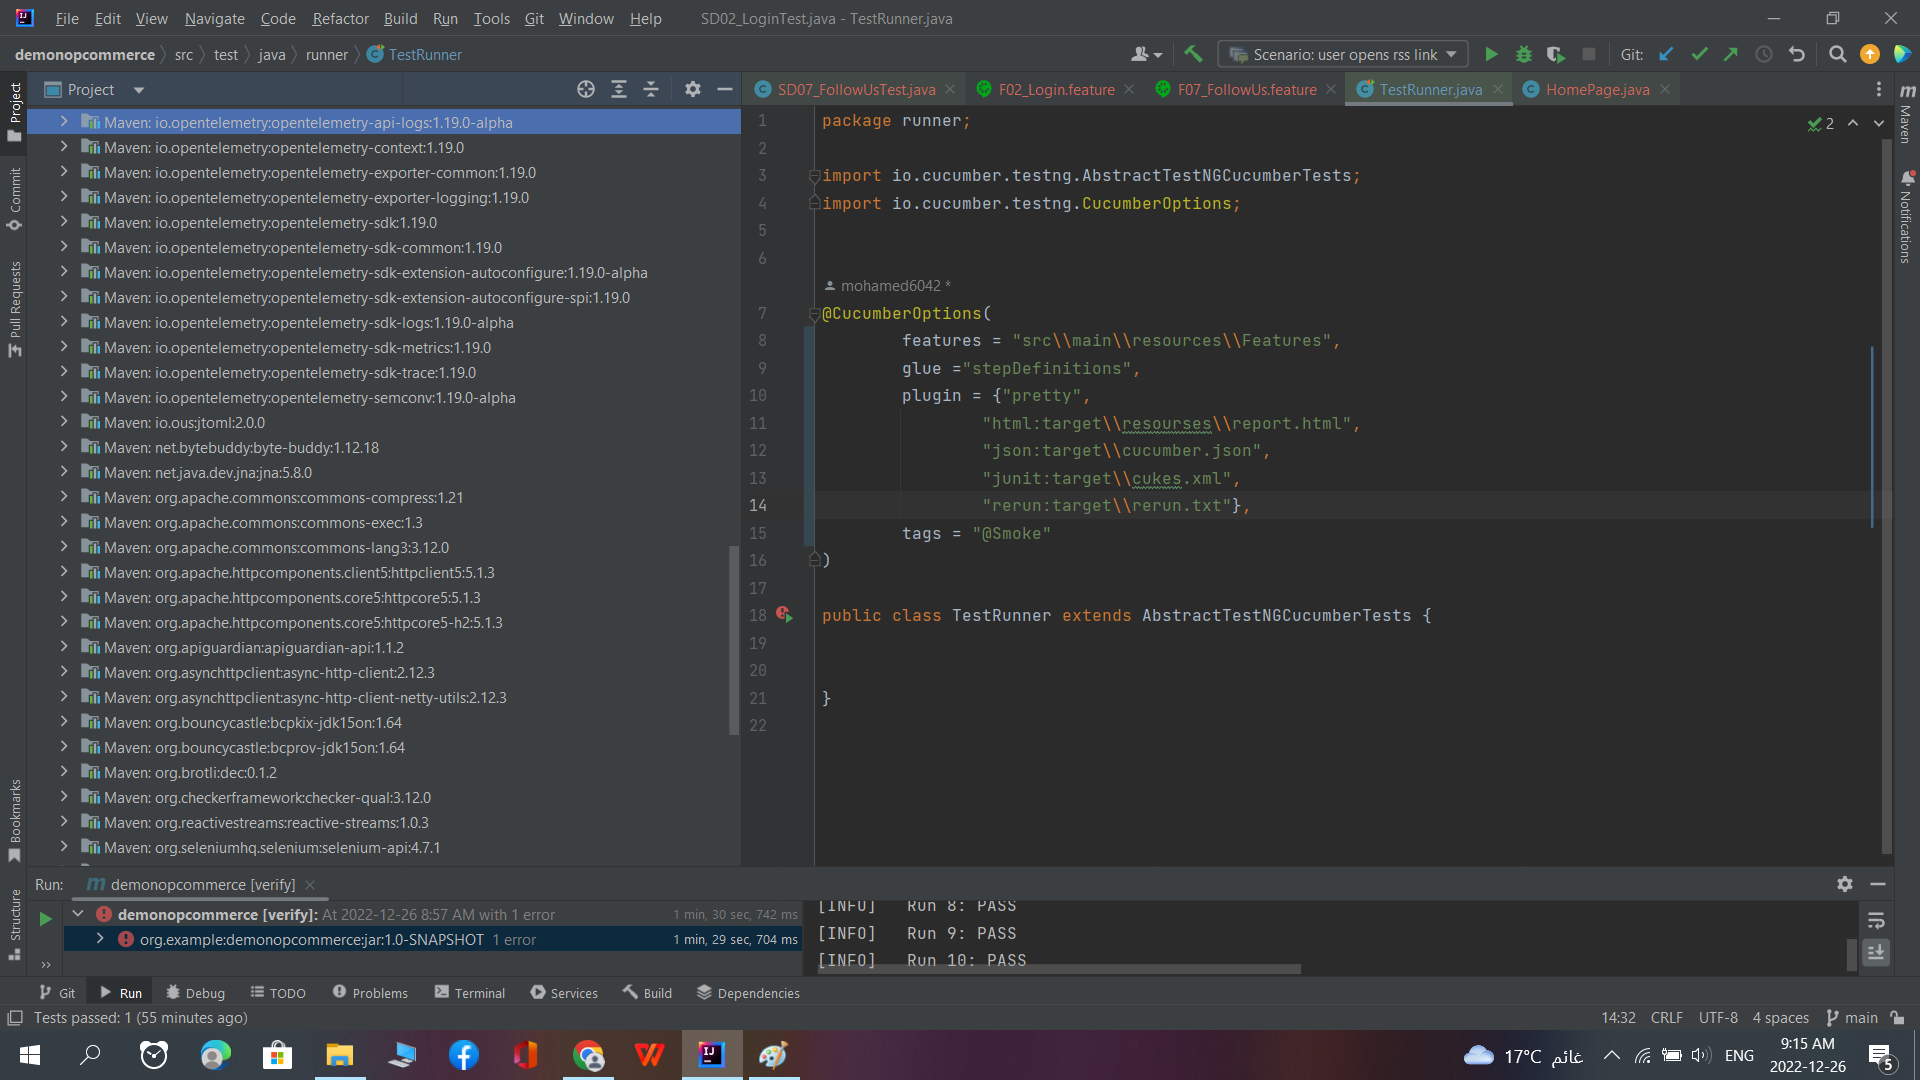 File Edit View Navigate Code Refactor Build Run Tools Git Window Help SD02_LoginTest.java - TestRunner.java
demonopcommerce src test java runner TestRunner Scenario: user opens rss link Git:
Project
SD07_FollowUsTest.java F02_Login.feature F07_FollowUs.feature TestRunner.java HomePage.java
Project
Commit
Pull Requests
Bookmarks
Structure
Maven: io.opentelemetry:opentelemetry-api-logs:1.19.0-alpha
Maven: io.opentelemetry:opentelemetry-context:1.19.0
Maven: io.opentelemetry:opentelemetry-exporter-common:1.19.0
Maven: io.opentelemetry:opentelemetry-exporter-logging:1.19.0
Maven: io.opentelemetry:opentelemetry-sdk:1.19.0
Maven: io.opentelemetry:opentelemetry-sdk-common:1.19.0
Maven: io.opentelemetry:opentelemetry-sdk-extension-autoconfigure:1.19.0-alpha
Maven: io.opentelemetry:opentelemetry-sdk-extension-autoconfigure-spi:1.19.0
Maven: io.opentelemetry:opentelemetry-sdk-logs:1.19.0-alpha
Maven: io.opentelemetry:opentelemetry-sdk-metrics:1.19.0
Maven: io.opentelemetry:opentelemetry-sdk-trace:1.19.0
Maven: io.opentelemetry:opentelemetry-semconv:1.19.0-alpha
Maven: io.ous:jtoml:2.0.0
Maven: net.bytebuddy:byte-buddy:1.12.18
Maven: net.java.dev.jna:jna:5.8.0
Maven: org.apache.commons:commons-compress:1.21
Maven: org.apache.commons:commons-exec:1.3
Maven: org.apache.commons:commons-lang3:3.12.0
Maven: org.apache.httpcomponents.client5:httpclient5:5.1.3
Maven: org.apache.httpcomponents.core5:httpcore5:5.1.3
Maven: org.apache.httpcomponents.core5:httpcore5-h2:5.1.3
Maven: org.apiguardian:apiguardian-api:1.1.2
Maven: org.asynchttpclient:async-http-client:2.12.3
Maven: org.asynchttpclient:async-http-client-netty-utils:2.12.3
Maven: org.bouncycastle:bcpkix-jdk15on:1.64
Maven: org.bouncycastle:bcprov-jdk15on:1.64
Maven: org.brotli:dec:0.1.2
Maven: org.checkerframework:checker-qual:3.12.0
Maven: org.reactivestreams:reactive-streams:1.0.3
Maven: org.seleniumhq.selenium:selenium-api:4.7.1
1 package runner;
2
3 import io.cucumber.testng.AbstractTestNGCucumberTests;
4 import io.cucumber.testng.CucumberOptions;
5
6
mohamed6042 *
7 @CucumberOptions(
8 features = "src\\main\\resources\\Features",
9 glue ="stepDefinitions",
10 plugin = {"pretty",
11 "html:target\\resourses\\report.html",
12 "json:target\\cucumber.json",
13 "junit:target\\cukes.xml",
14 "rerun:target\\rerun.txt"},
15 tags = "@Smoke"
16 )
17
18 public class TestRunner extends AbstractTestNGCucumberTests {
19
20
21 }
22
2
Maven
Notifications
Run: demonopcommerce [verify]
demonopcommerce [verify]: At 2022-12-26 8:57 AM with 1 error 1 min, 30 sec, 742 ms
org.example:demonopcommerce:jar:1.0-SNAPSHOT 1 error 1 min, 29 sec, 704 ms
[INFO] Run 8: PASS
[INFO] Run 9: PASS
[INFO] Run 10: PASS
Git Run Debug TODO Problems Terminal Services Build Dependencies
Tests passed: 1 (55 minutes ago) 14:32 CRLF UTF-8 4 spaces main
17°C غائم ENG 9:15 AM
2022-12-26 5